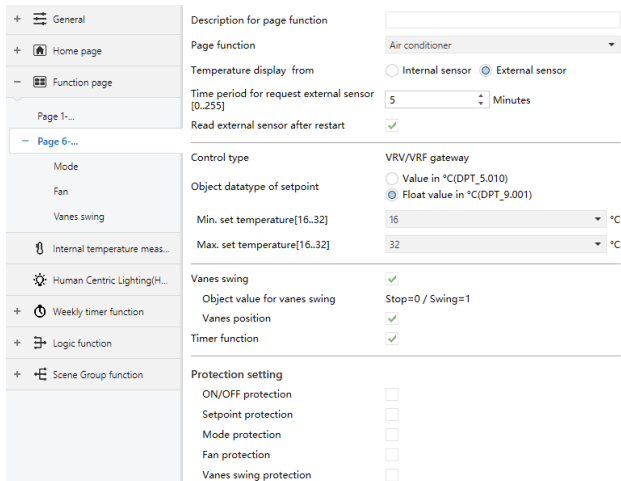 General
Home page
Function page
Page 1-...
Page 6-...
Mode
Fan
Vanes swing
Internal temperature meas...
Human Centric Lighting(H...
Weekly timer function
Logic function
Scene Group function
Description for page function
Page function
Air conditioner
Temperature display from
Internal sensor
External sensor
Time period for request external sensor
[0..255]
5
Minutes
Read external sensor after restart
Control type
VRV/VRF gateway
Object datatype of setpoint
Value in °C(DPT_5.010)
Float value in °C(DPT_9.001)
Min. set temperature[16..32]
16
°C
Max. set temperature[16..32]
32
°C
Vanes swing
Object value for vanes swing
Stop=0 / Swing=1
Vanes position
Timer function
Protection setting
ON/OFF protection
Setpoint protection
Mode protection
Fan protection
Vanes swing protection